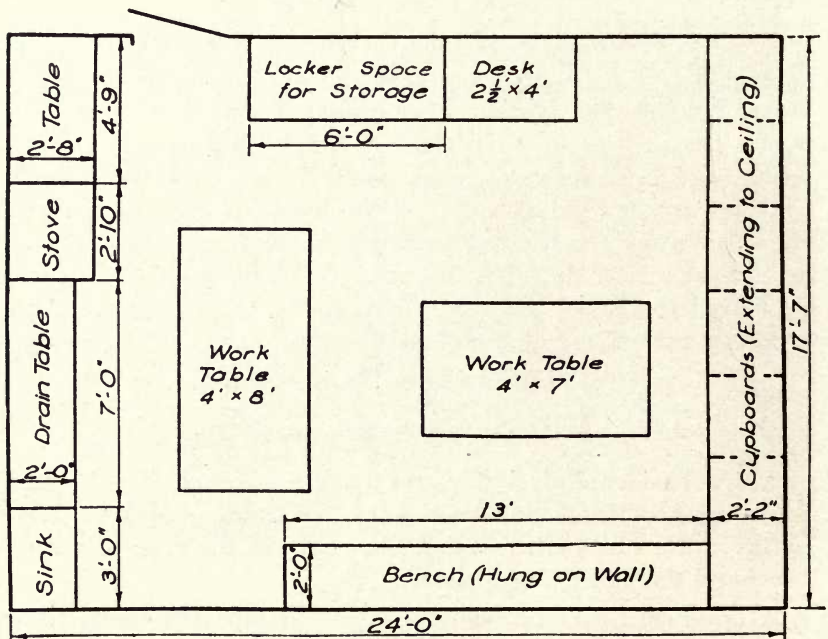 Locker Space
for Storage
Desk
2½' × 4'
6'-0"
Table
2'-8"
4'-9"
Stove
2'-10"
Drain Table
2'-0"
7'-0"
Sink
3'-0"
Work
Table
4' × 8'
Work Table
4' × 7'
Cupboards (Extending to Ceiling)
17'-7"
13'
2'-2"
2'-0"
Bench (Hung on Wall)
24'-0"